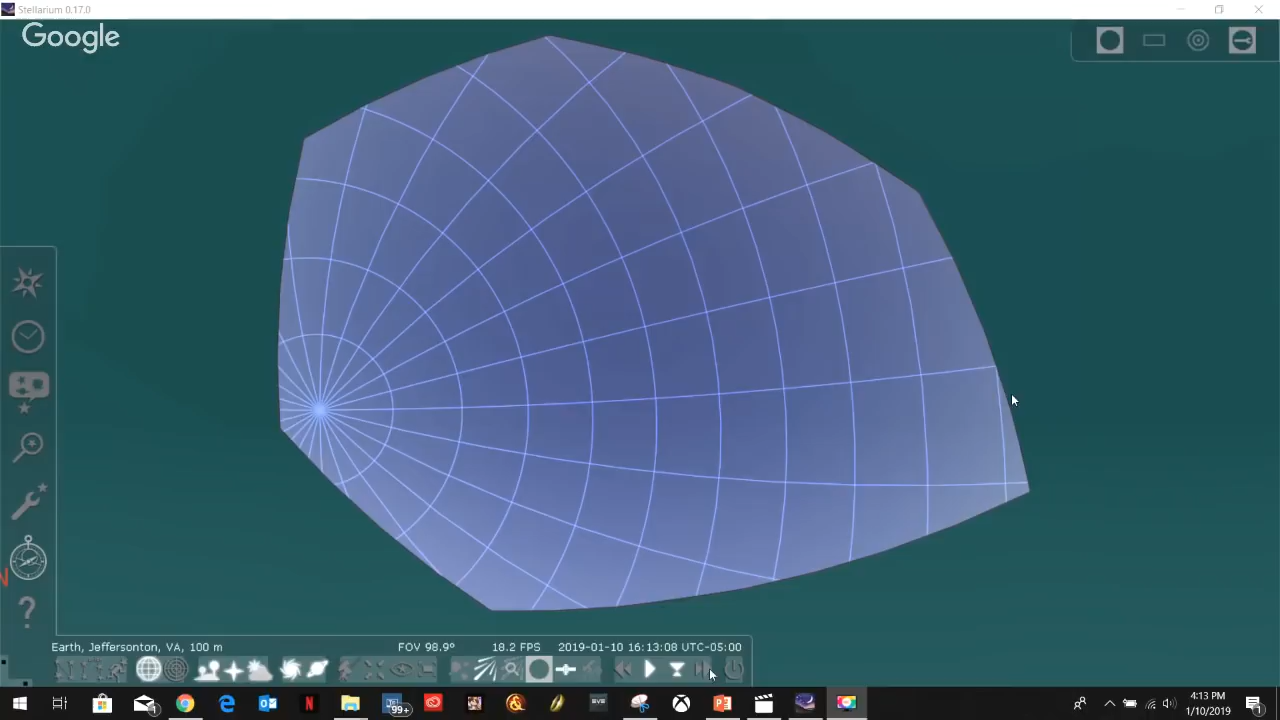 Stellarium 0.17.0
Google
N
?
Earth, Jeffersonton, VA, 100 m
FOV 98.9°
18.2 FPS
2019-01-10 16:13:08 UTC-05:00
99+
4:13 PM
1/10/2019